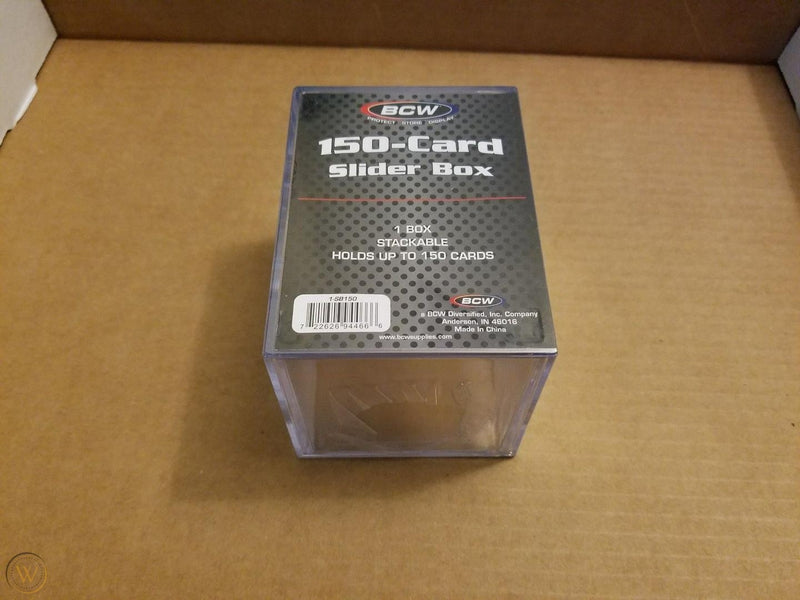 BCW
PROTECT STORE DISPLAY
150-Card
Slider Box
1 BOX
STACKABLE
HOLDS UP TO 150 CARDS
1-SB150
7 22626 94466 6
BCW
BCW Diversified, Inc. Company
Anderson, IN 46016
Made In China
www.bcwsupplies.com
W